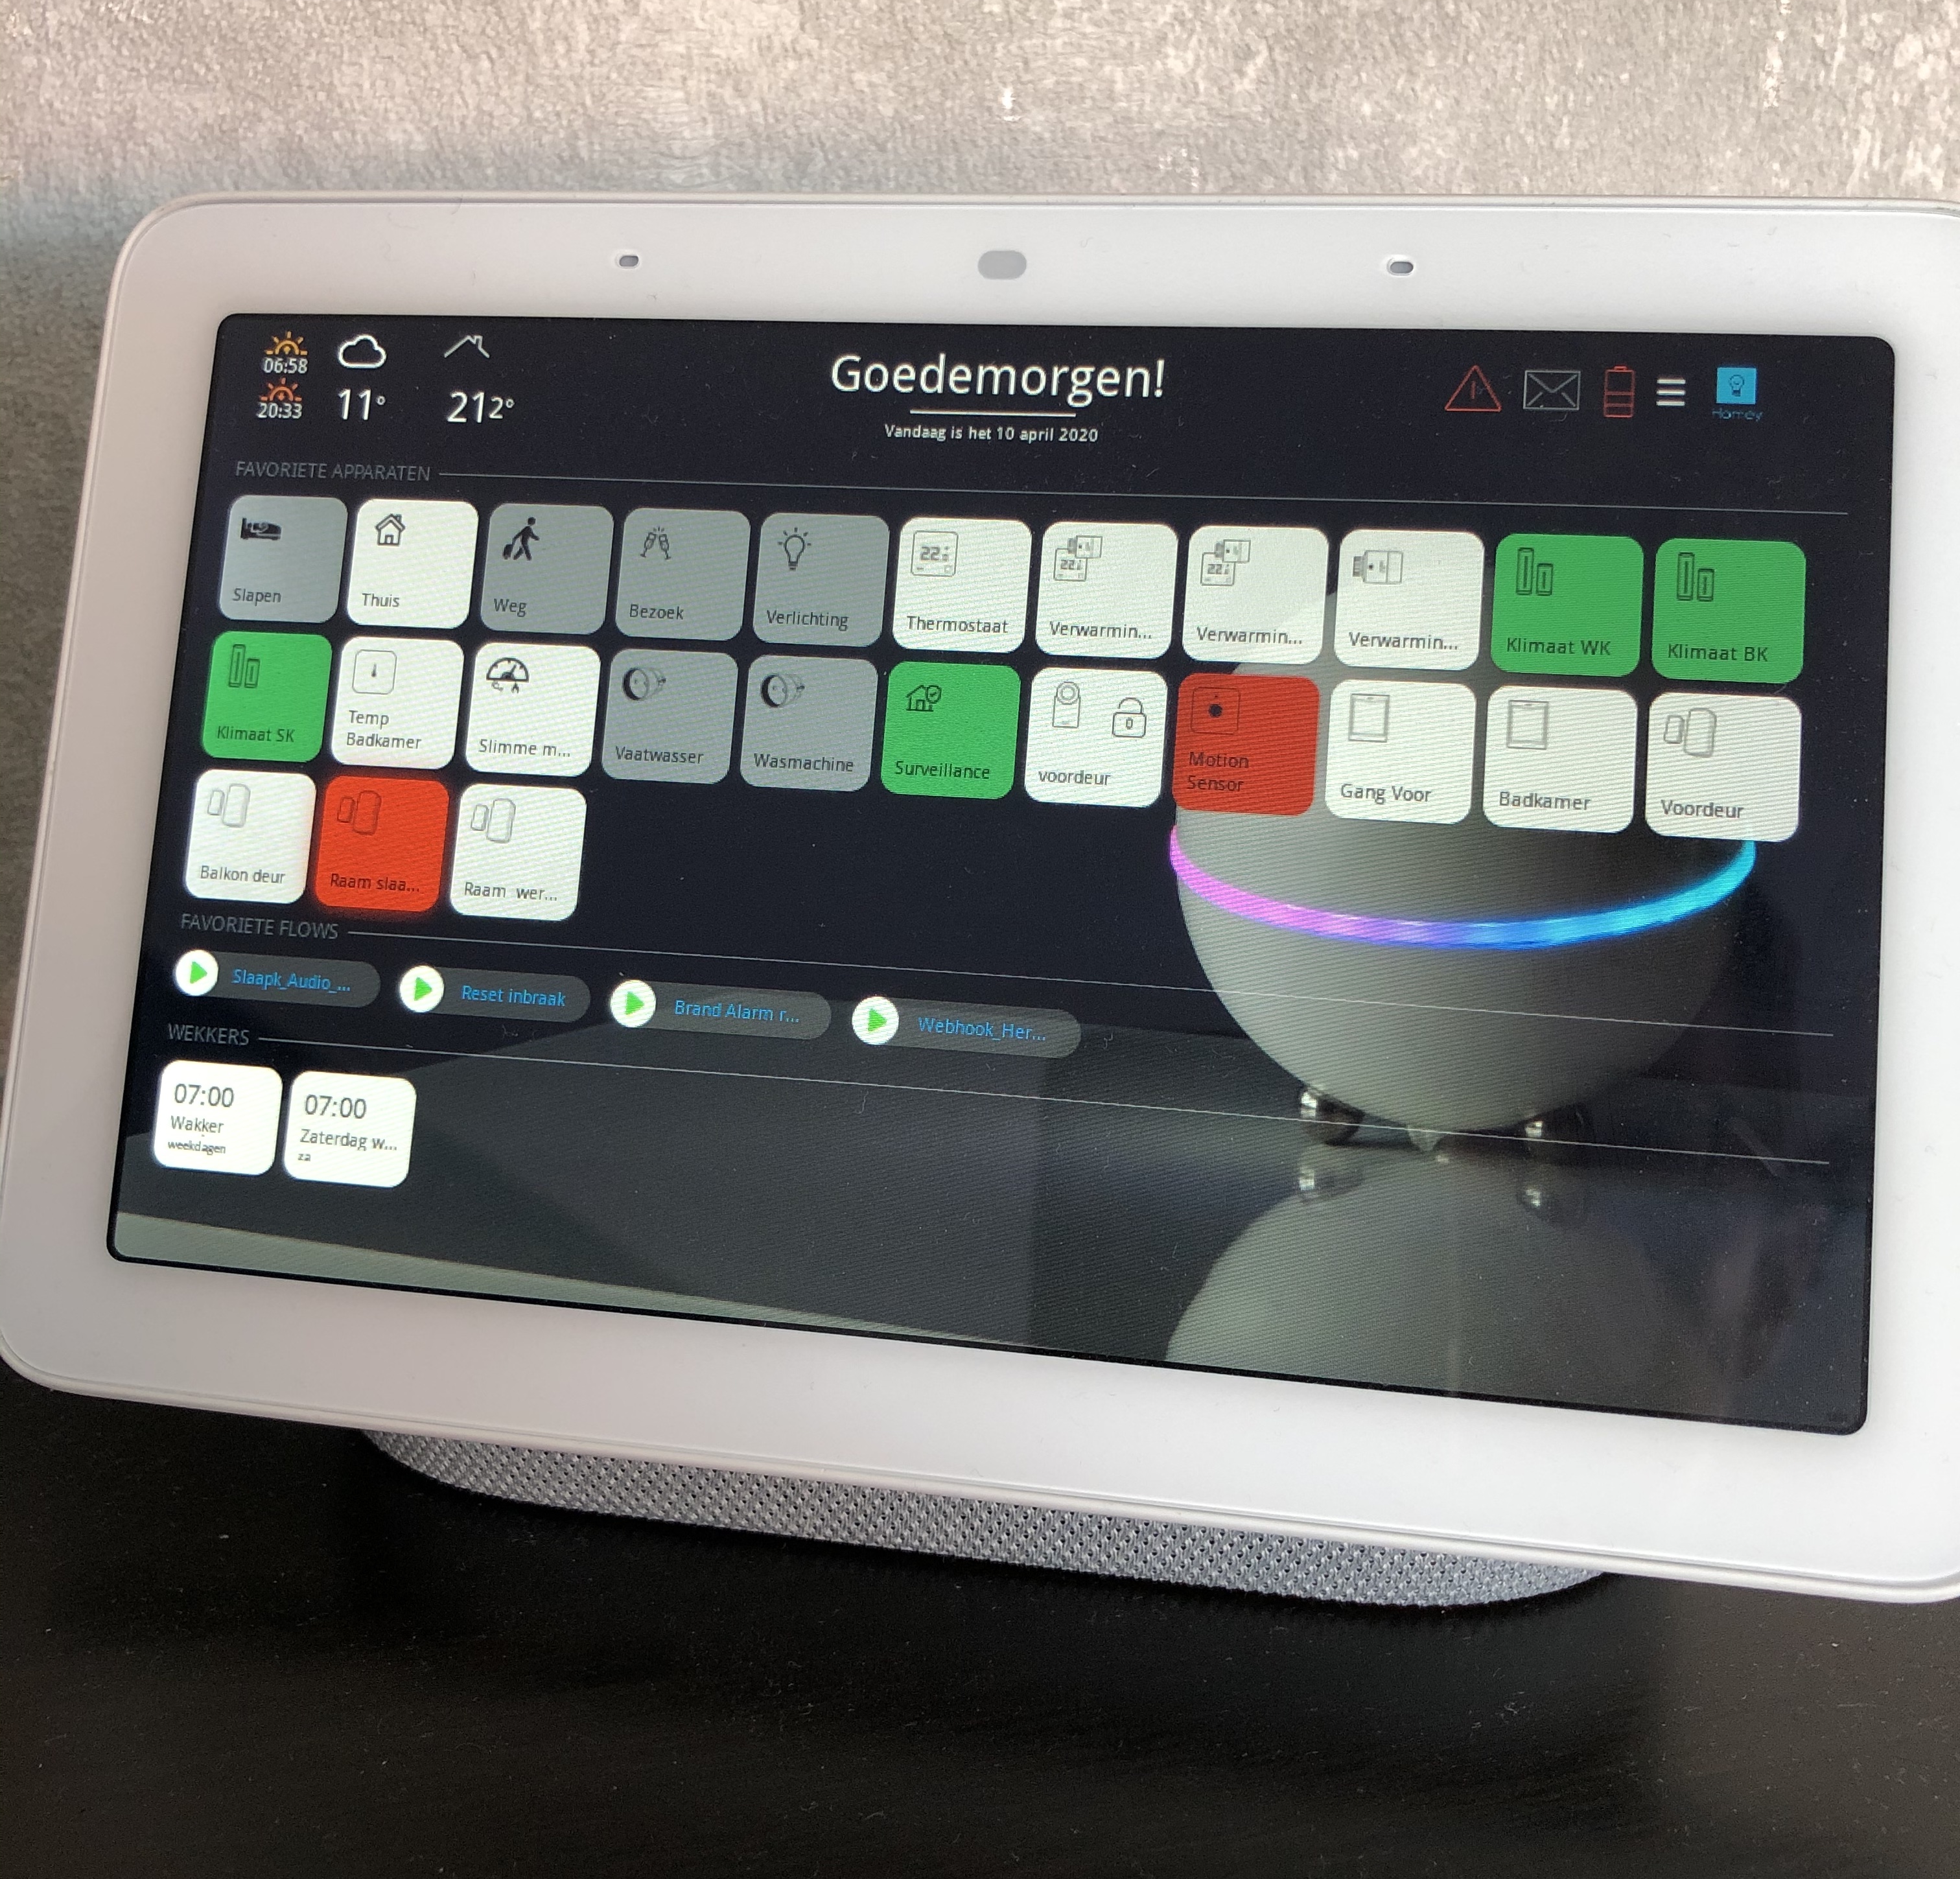 06:58
20:33
11°
21²°
Goedemorgen!
Vandaag is het 10 april 2020
Homey
FAVORIETE APPARATEN
Slapen
Thuis
Weg
Bezoek
Verlichting
Thermostaat
Verwarmin...
Verwarmin...
Verwarmin...
Klimaat WK
Klimaat BK
Klimaat SK
Temp
Badkamer
Slimme m...
Vaatwasser
Wasmachine
Surveillance
voordeur
Motion
Sensor
Gang Voor
Badkamer
Voordeur
Balkon deur
Raam slaa...
Raam wer...
FAVORIETE FLOWS
Slaapk_Audio_...
Reset inbraak
Brand Alarm r...
Webhook_Her...
WEKKERS
07:00
Wakker
weekdagen
07:00
Zaterdag w...
za